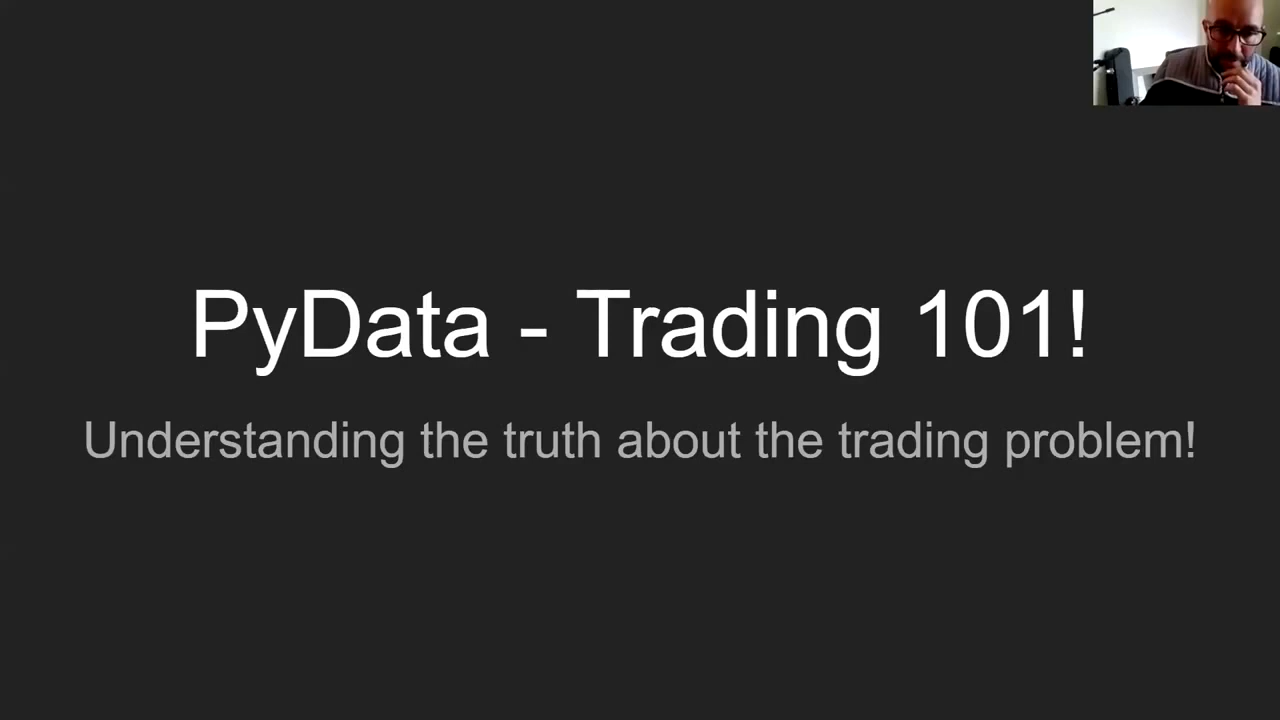 PyData - Trading 101!
Understanding the truth about the trading problem!